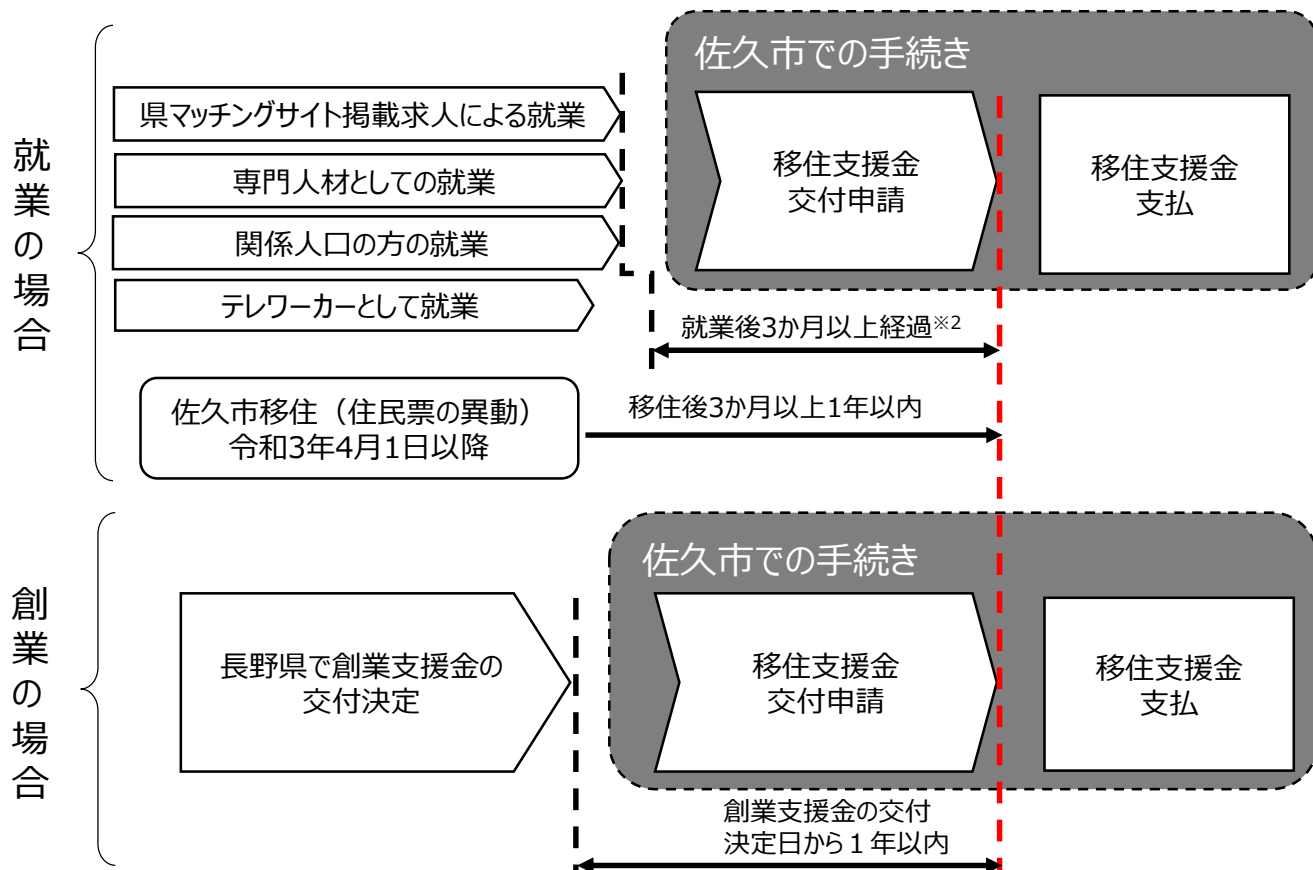 就業の場合
佐久市での手続き
県マッチングサイト掲載求人による就業
専門人材としての就業
関係人口の方の就業
テレワーカーとして就業
移住支援金
交付申請
移住支援金
支払
就業後3か月以上経過※2
佐久市移住（住民票の異動）
令和3年4月1日以降
移住後3か月以上1年以内
創業の場合
佐久市での手続き
長野県で創業支援金の
交付決定
移住支援金
交付申請
移住支援金
支払
創業支援金の交付
決定日から１年以内